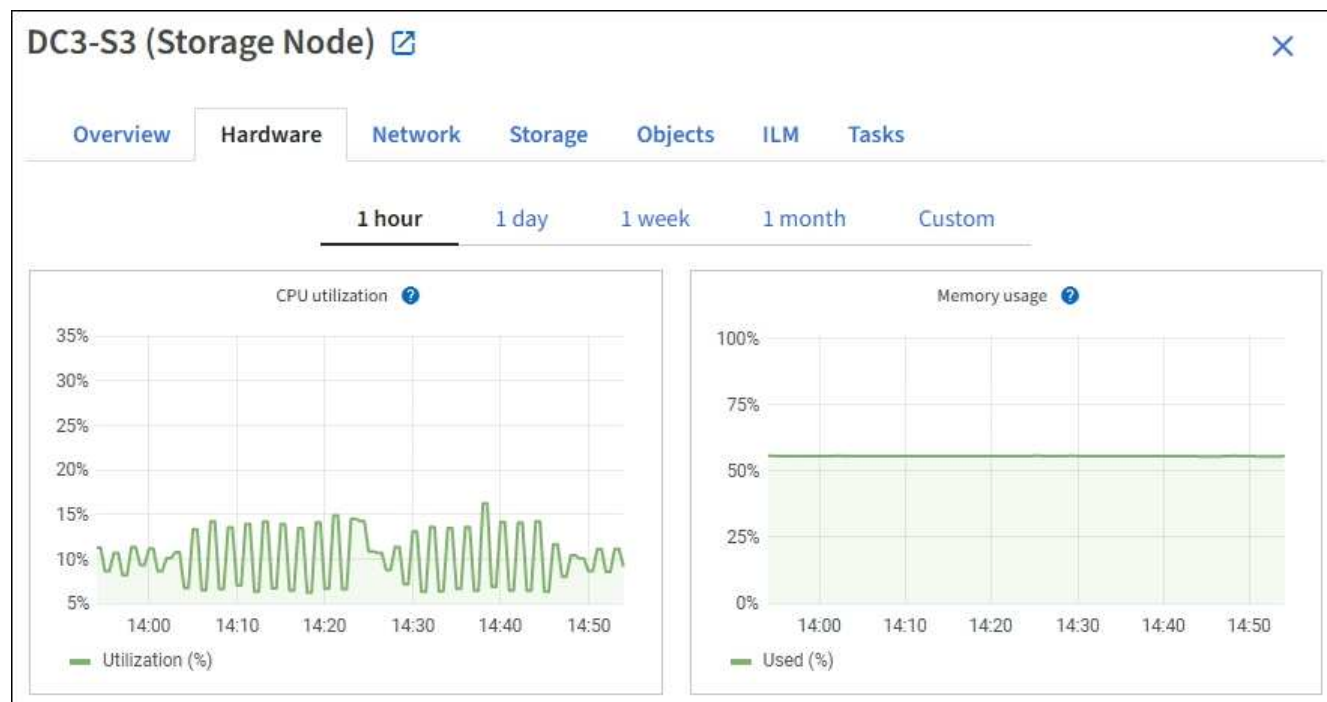 DC3-S3 (Storage Node)
Overview Hardware Network Storage Objects ILM Tasks
1 hour 1 day 1 week 1 month Custom
CPU utilization ?
35%
30%
25%
20%
15%
10%
5%
14:00 14:10 14:20 14:30 14:40 14:50
Utilization (%)
Memory usage ?
100%
75%
50%
25%
0%
14:00 14:10 14:20 14:30 14:40 14:50
Used (%)